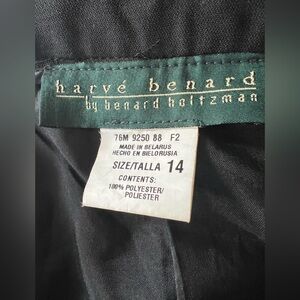 harvé benard
by benard holtzman
76M 9250 88 F2
MADE IN BELARUS
HECHO EN BIELORUSIA
SIZE/TALLA 14
CONTENTS:
100% POLYESTER/
POLIESTER